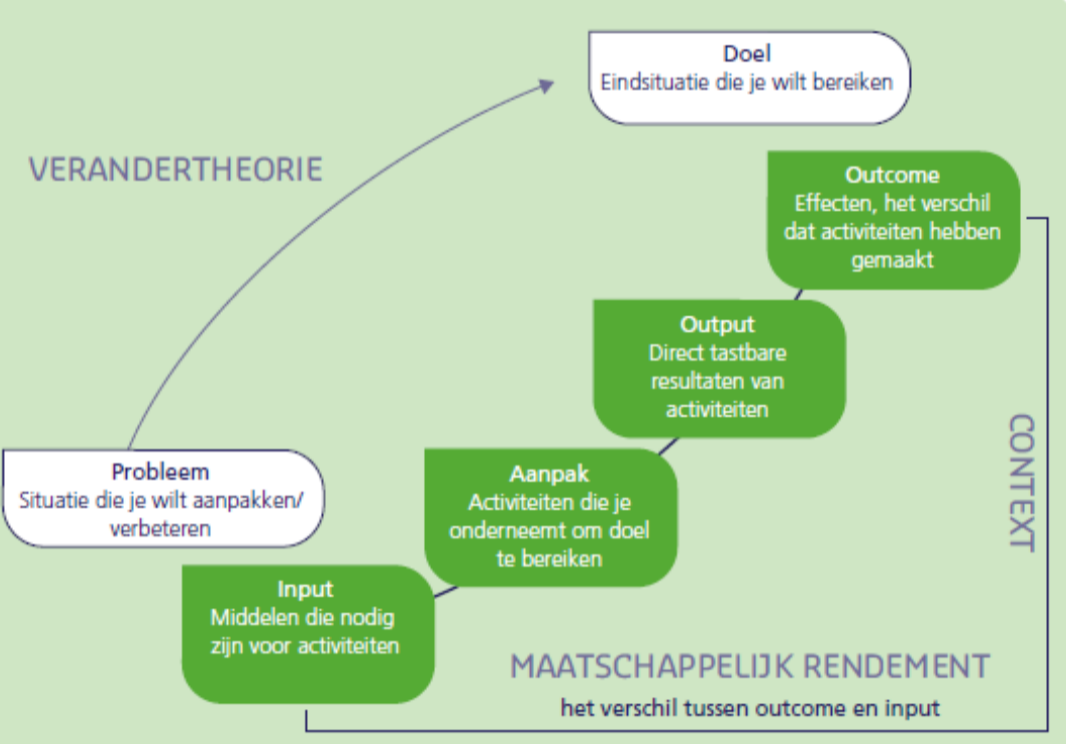 Doel
Eindsituatie die je wilt bereiken
VERANDERTHEORIE
Outcome
Effecten, het verschil
dat activiteiten hebben
gemaakt
Output
Direct tastbare
resultaten van
activiteiten
CONTEXT
Probleem
Situatie die je wilt aanpakken/
verbeteren
Aanpak
Activiteiten die je
onderneemt om doel
te bereiken
Input
Middelen die nodig
zijn voor activiteiten
MAATSCHAPPELIJK RENDEMENT
het verschil tussen outcome en input